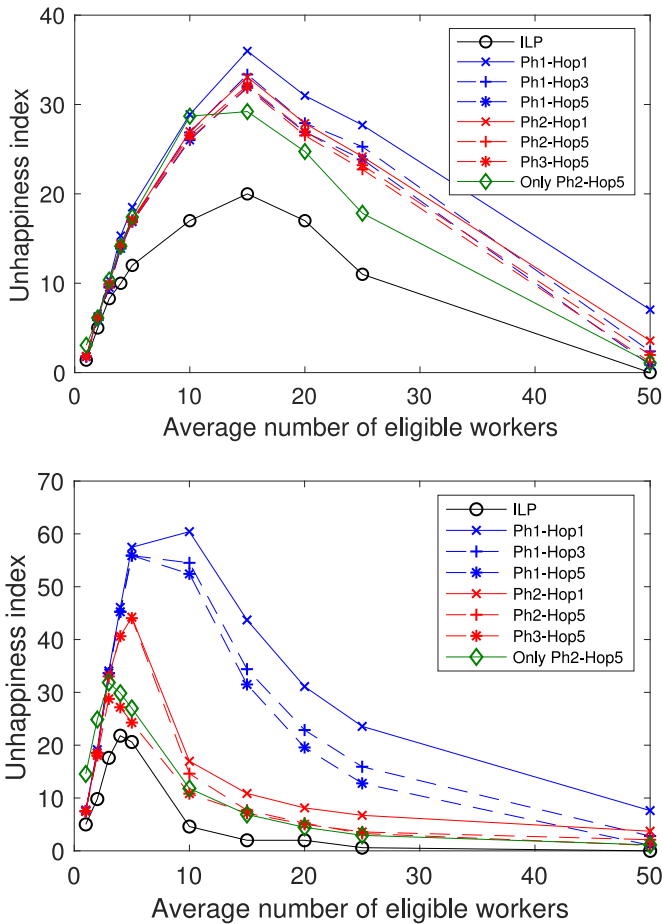 40
30
20
10
0
Unhappiness index
0
10
20
30
40
50
Average number of eligible workers
ILP
Ph1-Hop1
Ph1-Hop3
Ph1-Hop5
Ph2-Hop1
Ph2-Hop5
Ph3-Hop5
Only Ph2-Hop5
70
60
50
40
30
20
10
0
Unhappiness index
0
10
20
30
40
50
Average number of eligible workers
ILP
Ph1-Hop1
Ph1-Hop3
Ph1-Hop5
Ph2-Hop1
Ph2-Hop5
Ph3-Hop5
Only Ph2-Hop5